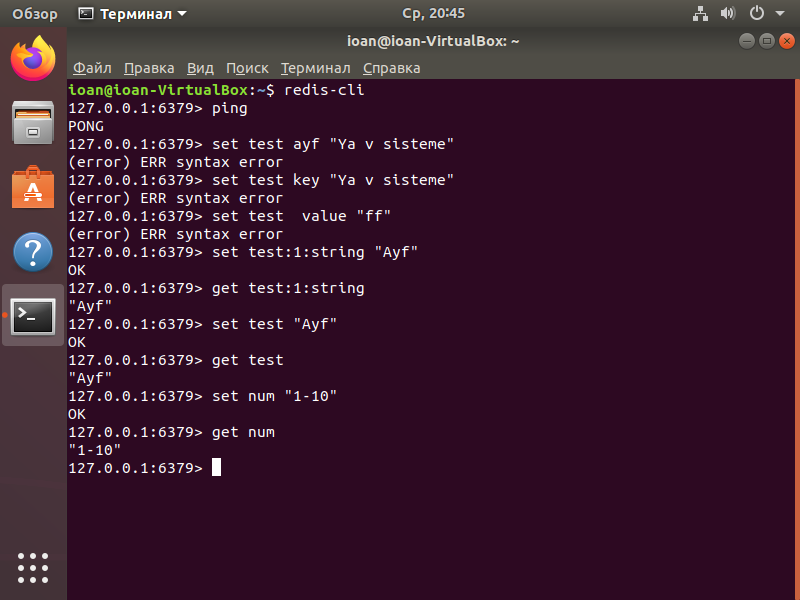 Обзор Терминал Ср, 20:45
ioan@ioan-VirtualBox: ~
Файл Правка Вид Поиск Терминал Справка
ioan@ioan-VirtualBox:~$ redis-cli
127.0.0.1:6379> ping
PONG
127.0.0.1:6379> set test ayf "Ya v sisteme"
(error) ERR syntax error
127.0.0.1:6379> set test key "Ya v sisteme"
(error) ERR syntax error
127.0.0.1:6379> set test  value "ff"
(error) ERR syntax error
127.0.0.1:6379> set test:1:string "Ayf"
OK
127.0.0.1:6379> get test:1:string
"Ayf"
127.0.0.1:6379> set test "Ayf"
OK
127.0.0.1:6379> get test
"Ayf"
127.0.0.1:6379> set num "1-10"
OK
127.0.0.1:6379> get num
"1-10"
127.0.0.1:6379>